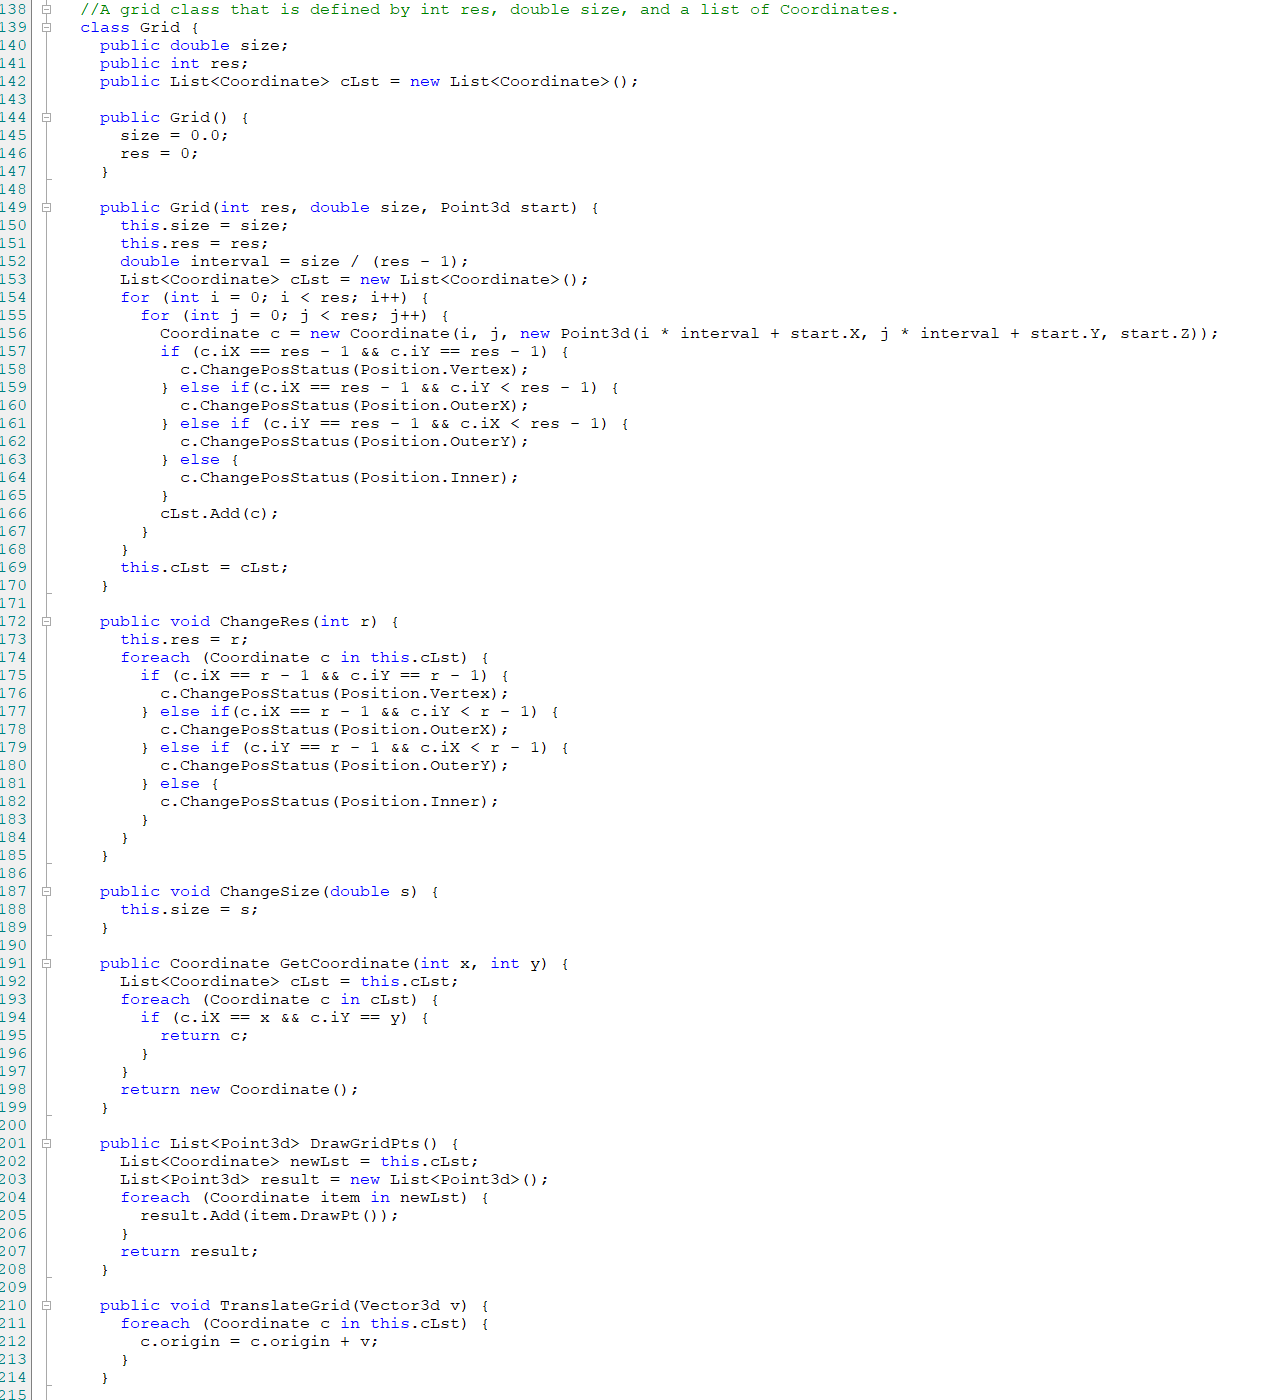 138 //A grid class that is defined by int res, double size, and a list of Coordinates.
139 class Grid {
140 public double size;
141 public int res;
142 public List<Coordinate> cLst = new List<Coordinate>();
143
144 public Grid() {
145 size = 0.0;
146 res = 0;
147 }
148
149 public Grid(int res, double size, Point3d start) {
150 this.size = size;
151 this.res = res;
152 double interval = size / (res - 1);
153 List<Coordinate> cLst = new List<Coordinate>();
154 for (int i = 0; i < res; i++) {
155 for (int j = 0; j < res; j++) {
156 Coordinate c = new Coordinate(i, j, new Point3d(i * interval + start.X, j * interval + start.Y, start.Z));
157 if (c.iX == res - 1 && c.iY == res - 1) {
158 c.ChangePosStatus(Position.Vertex);
159 } else if(c.iX == res - 1 && c.iY < res - 1) {
160 c.ChangePosStatus(Position.OuterX);
161 } else if (c.iY == res - 1 && c.iX < res - 1) {
162 c.ChangePosStatus(Position.OuterY);
163 } else {
164 c.ChangePosStatus(Position.Inner);
165 }
166 cLst.Add(c);
167 }
168 }
169 this.cLst = cLst;
170 }
171
172 public void ChangeRes(int r) {
173 this.res = r;
174 foreach (Coordinate c in this.cLst) {
175 if (c.iX == r - 1 && c.iY == r - 1) {
176 c.ChangePosStatus(Position.Vertex);
177 } else if(c.iX == r - 1 && c.iY < r - 1) {
178 c.ChangePosStatus(Position.OuterX);
179 } else if (c.iY == r - 1 && c.iX < r - 1) {
180 c.ChangePosStatus(Position.OuterY);
181 } else {
182 c.ChangePosStatus(Position.Inner);
183 }
184 }
185 }
186
187 public void ChangeSize(double s) {
188 this.size = s;
189 }
190
191 public Coordinate GetCoordinate(int x, int y) {
192 List<Coordinate> cLst = this.cLst;
193 foreach (Coordinate c in cLst) {
194 if (c.iX == x && c.iY == y) {
195 return c;
196 }
197 }
198 return new Coordinate();
199 }
200
201 public List<Point3d> DrawGridPts() {
202 List<Coordinate> newLst = this.cLst;
203 List<Point3d> result = new List<Point3d>();
204 foreach (Coordinate item in newLst) {
205 result.Add(item.DrawPt());
206 }
207 return result;
208 }
209
210 public void TranslateGrid(Vector3d v) {
211 foreach (Coordinate c in this.cLst) {
212 c.origin = c.origin + v;
213 }
214 }
215